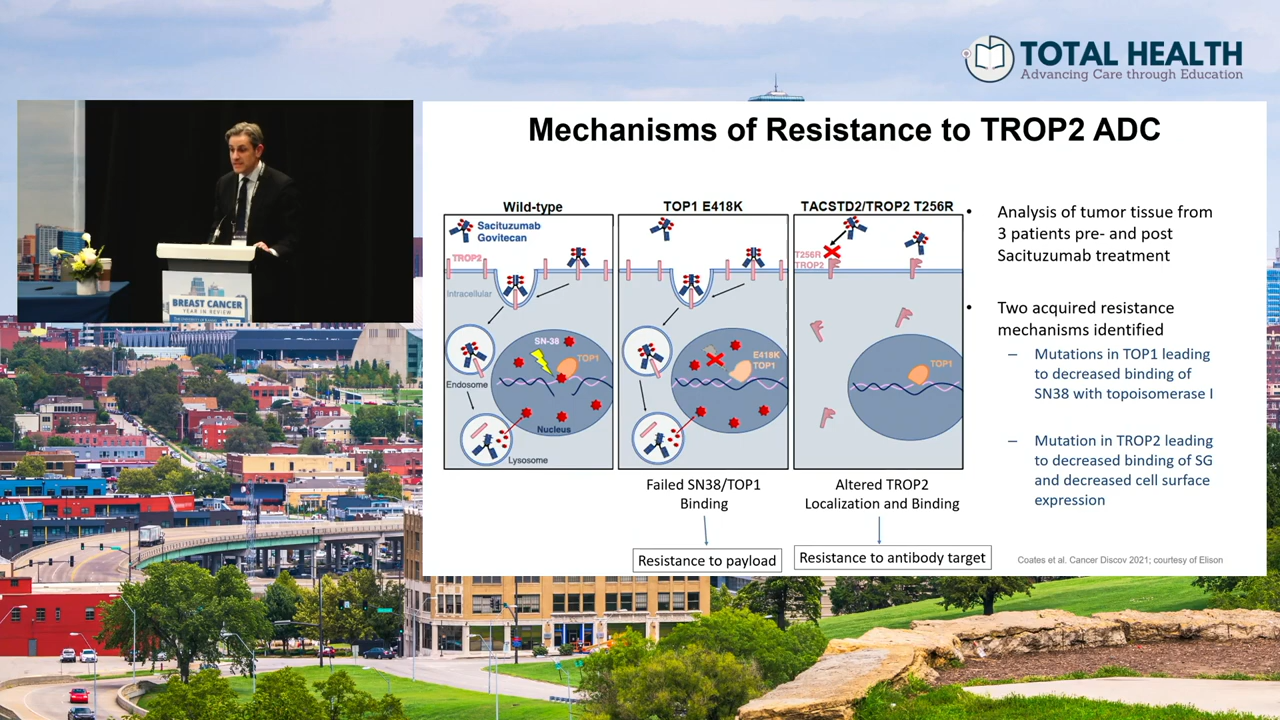 TOTAL HEALTH
Advancing Care through Education
BREAST CANCER
YEAR IN REVIEW
Mechanisms of Resistance to TROP2 ADC
Wild-type
Sacituzumab
Govitecan
TROP2
Intracellular
SN-38
TOP1
Endosome
Nucleus
Lysosome
TOP1 E418K
E418K
TOP1
Failed SN38/TOP1
Binding
Resistance to payload
TACSTD2/TROP2 T256R
T256R
TROP2
TOP1
Altered TROP2
Localization and Binding
Resistance to antibody target
• Analysis of tumor tissue from
3 patients pre- and post
Sacituzumab treatment
• Two acquired resistance
mechanisms identified
– Mutations in TOP1 leading
to decreased binding of
SN38 with topoisomerase I
– Mutation in TROP2 leading
to decreased binding of SG
and decreased cell surface
expression
Coates et al. Cancer Discov 2021; courtesy of Elison